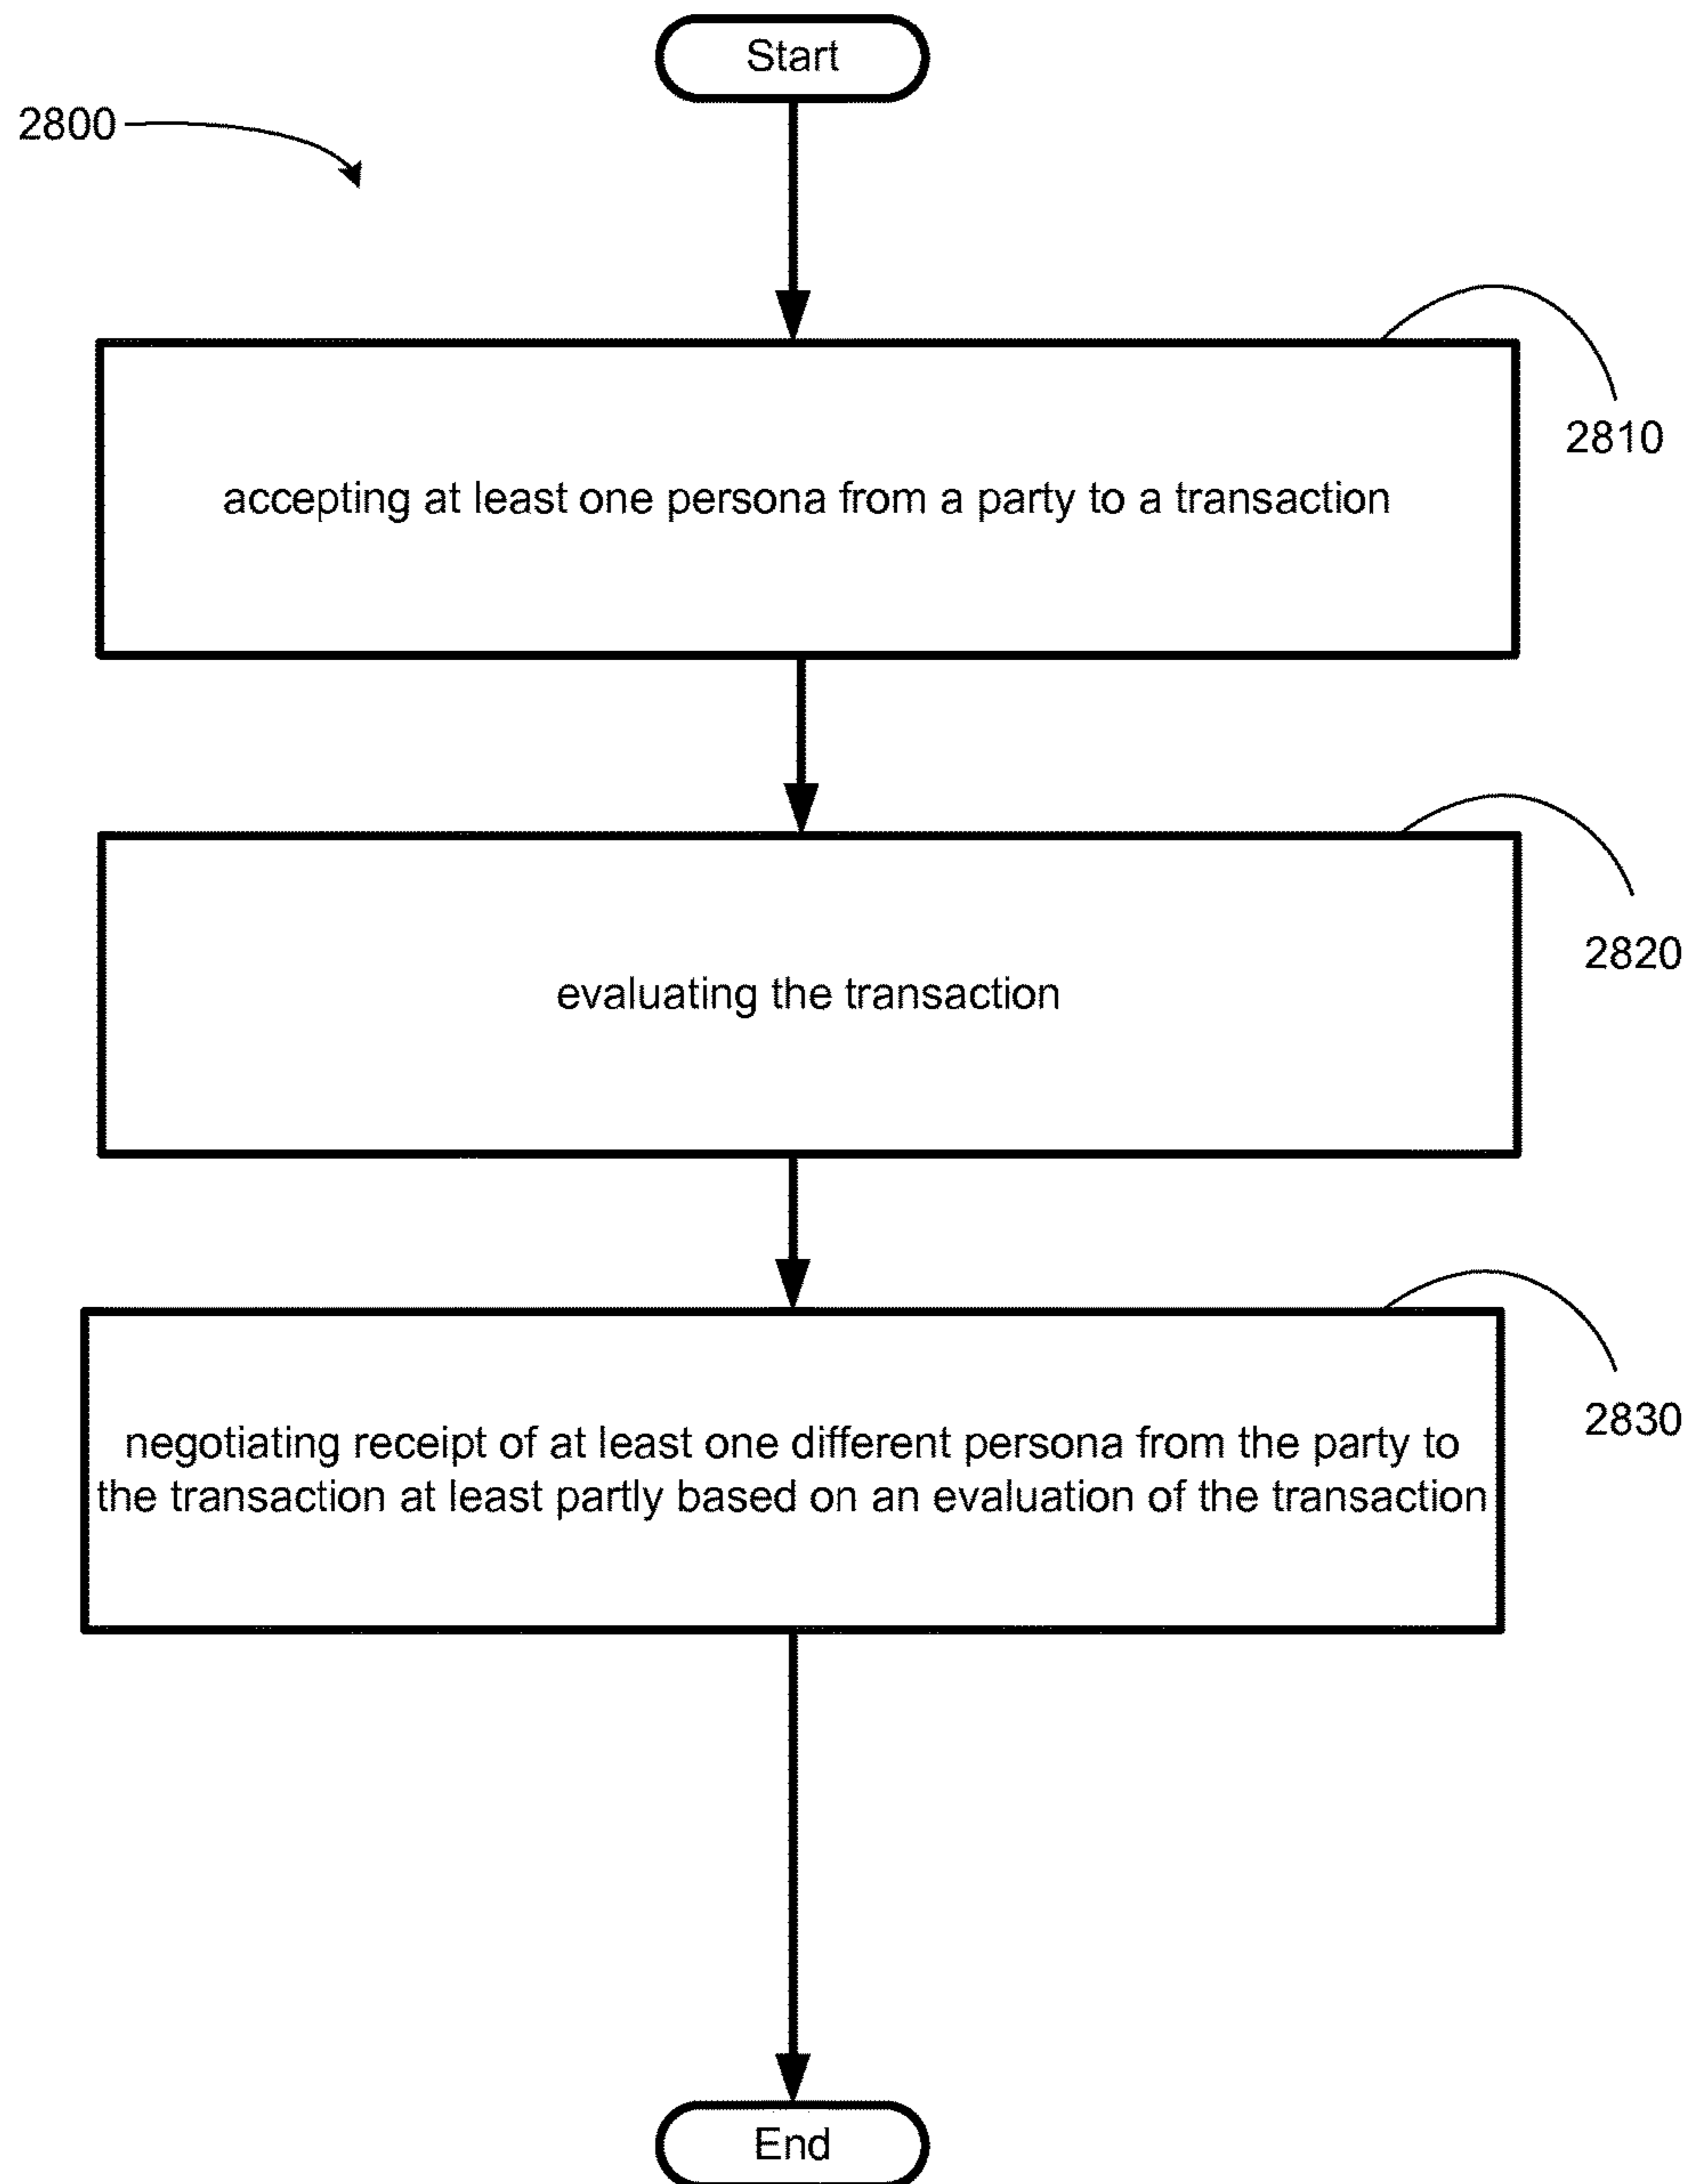 Start
2800
2810
accepting at least one persona from a party to a transaction
2820
evaluating the transaction
2830
negotiating receipt of at least one different persona from the party to
the transaction at least partly based on an evaluation of the transaction
End